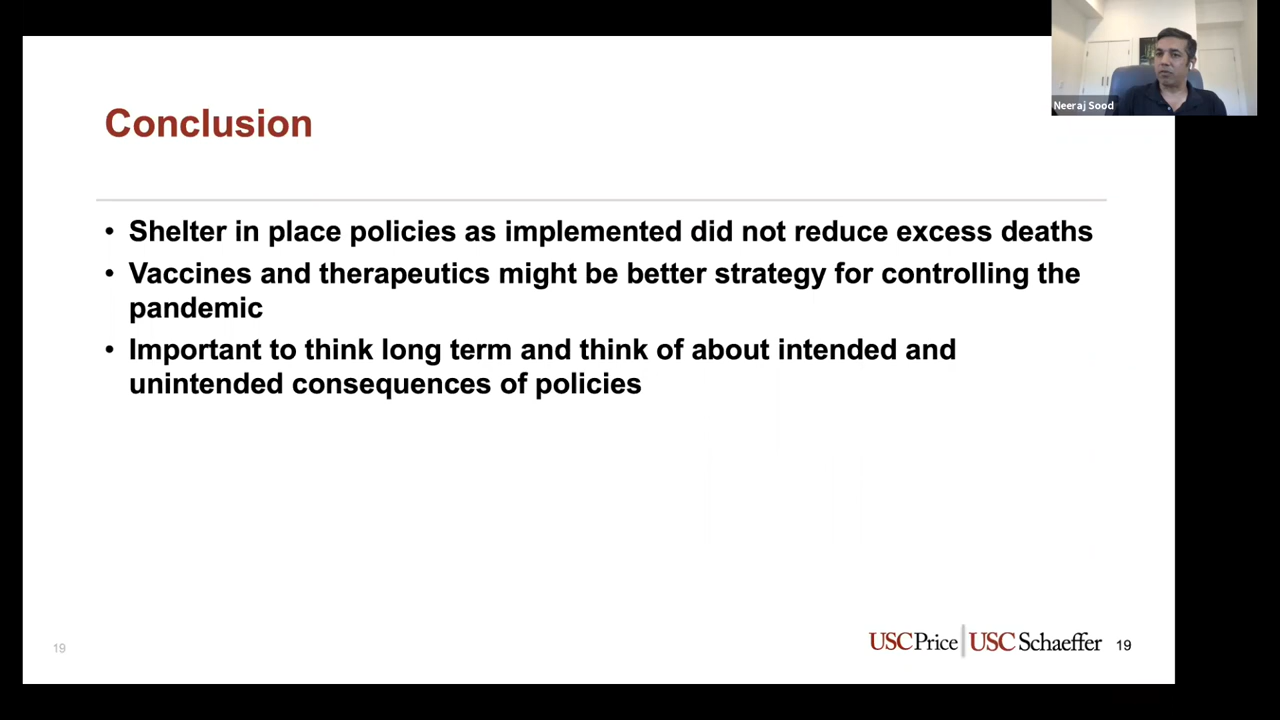 Neeraj Sood
Conclusion
• Shelter in place policies as implemented did not reduce excess deaths
• Vaccines and therapeutics might be better strategy for controlling the
pandemic
• Important to think long term and think of about intended and
unintended consequences of policies
19
USC Price | USC Schaeffer 19